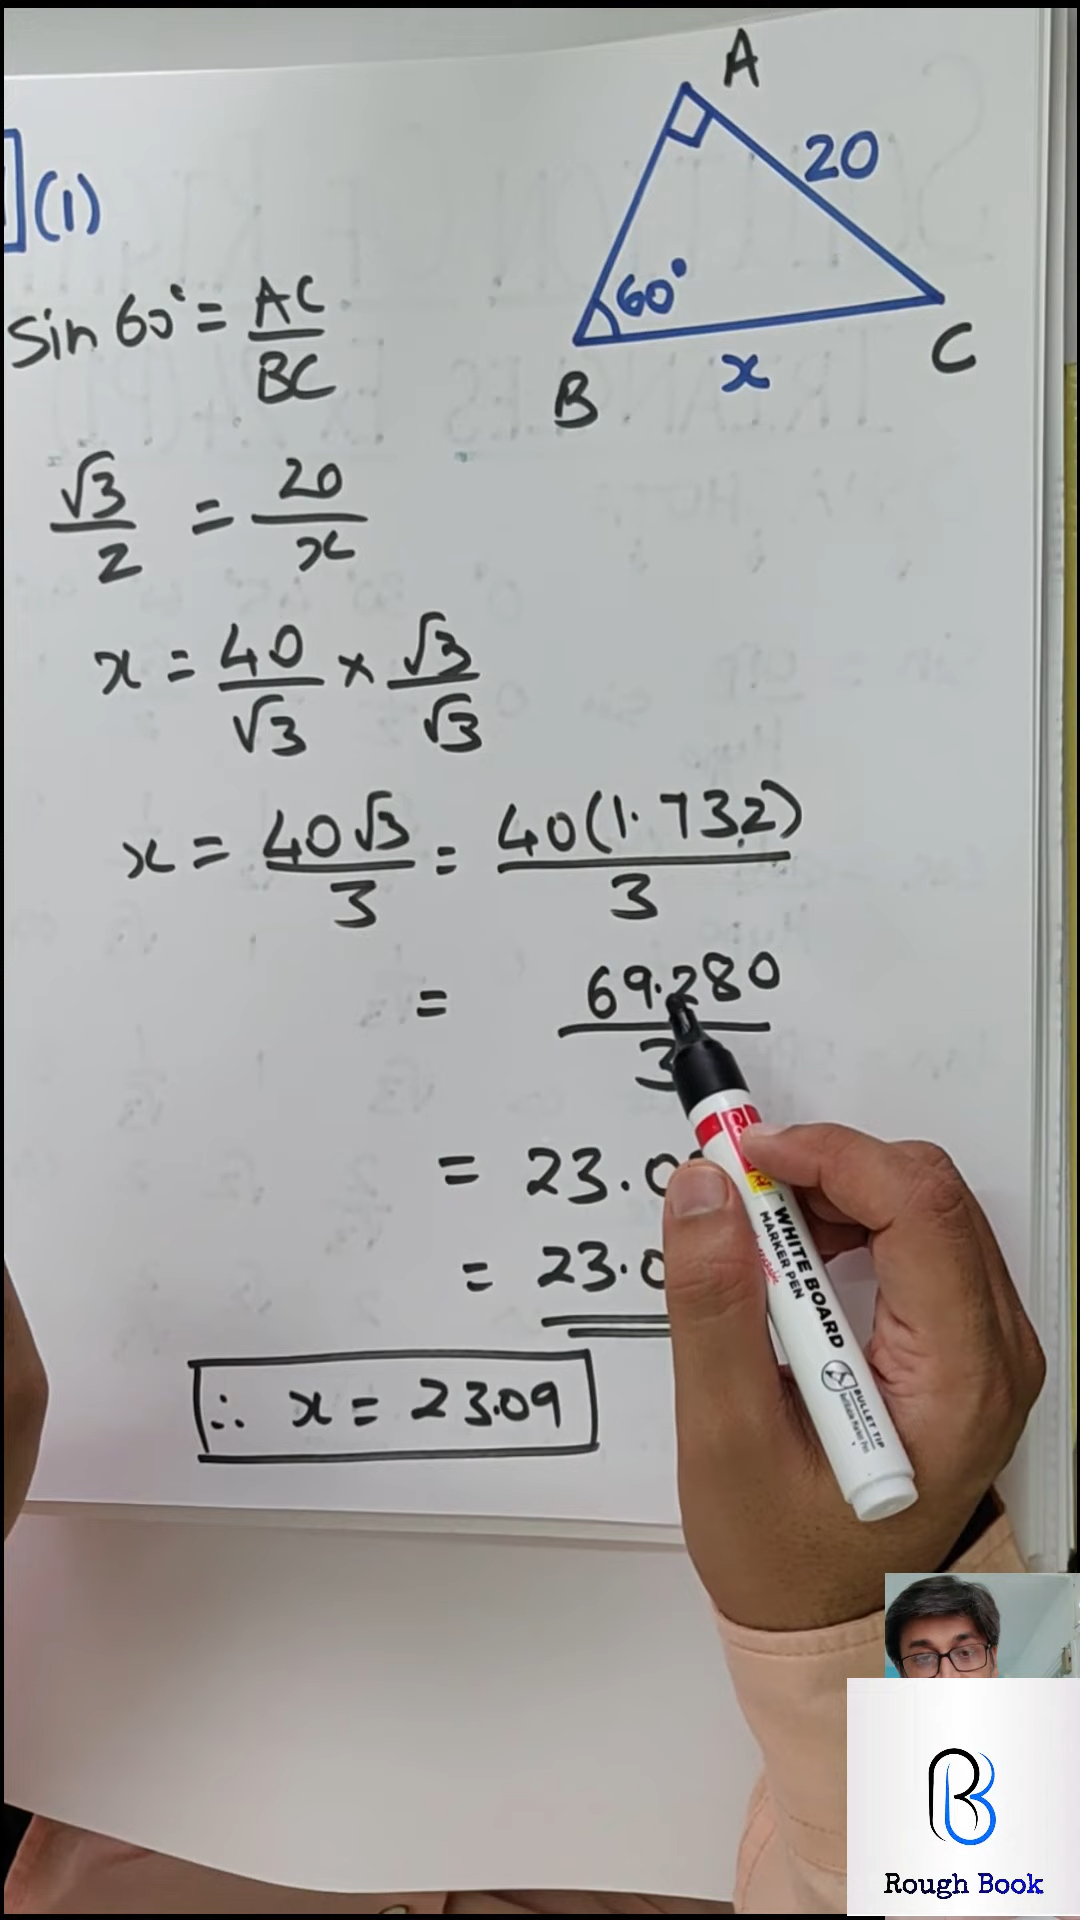 A
(1)
20
60°
B
x
C
Sin 60° = AC/BC
√3/2 = 20/x
x = 40/√3 × √3/√3
x = 40√3/3 = 40(1.732)/3
= 69.280/3
= 23.0
= 23.0
∴ x = 23.09
WHITE BOARD
MARKER PEN
BULLET TIP
Rough Book